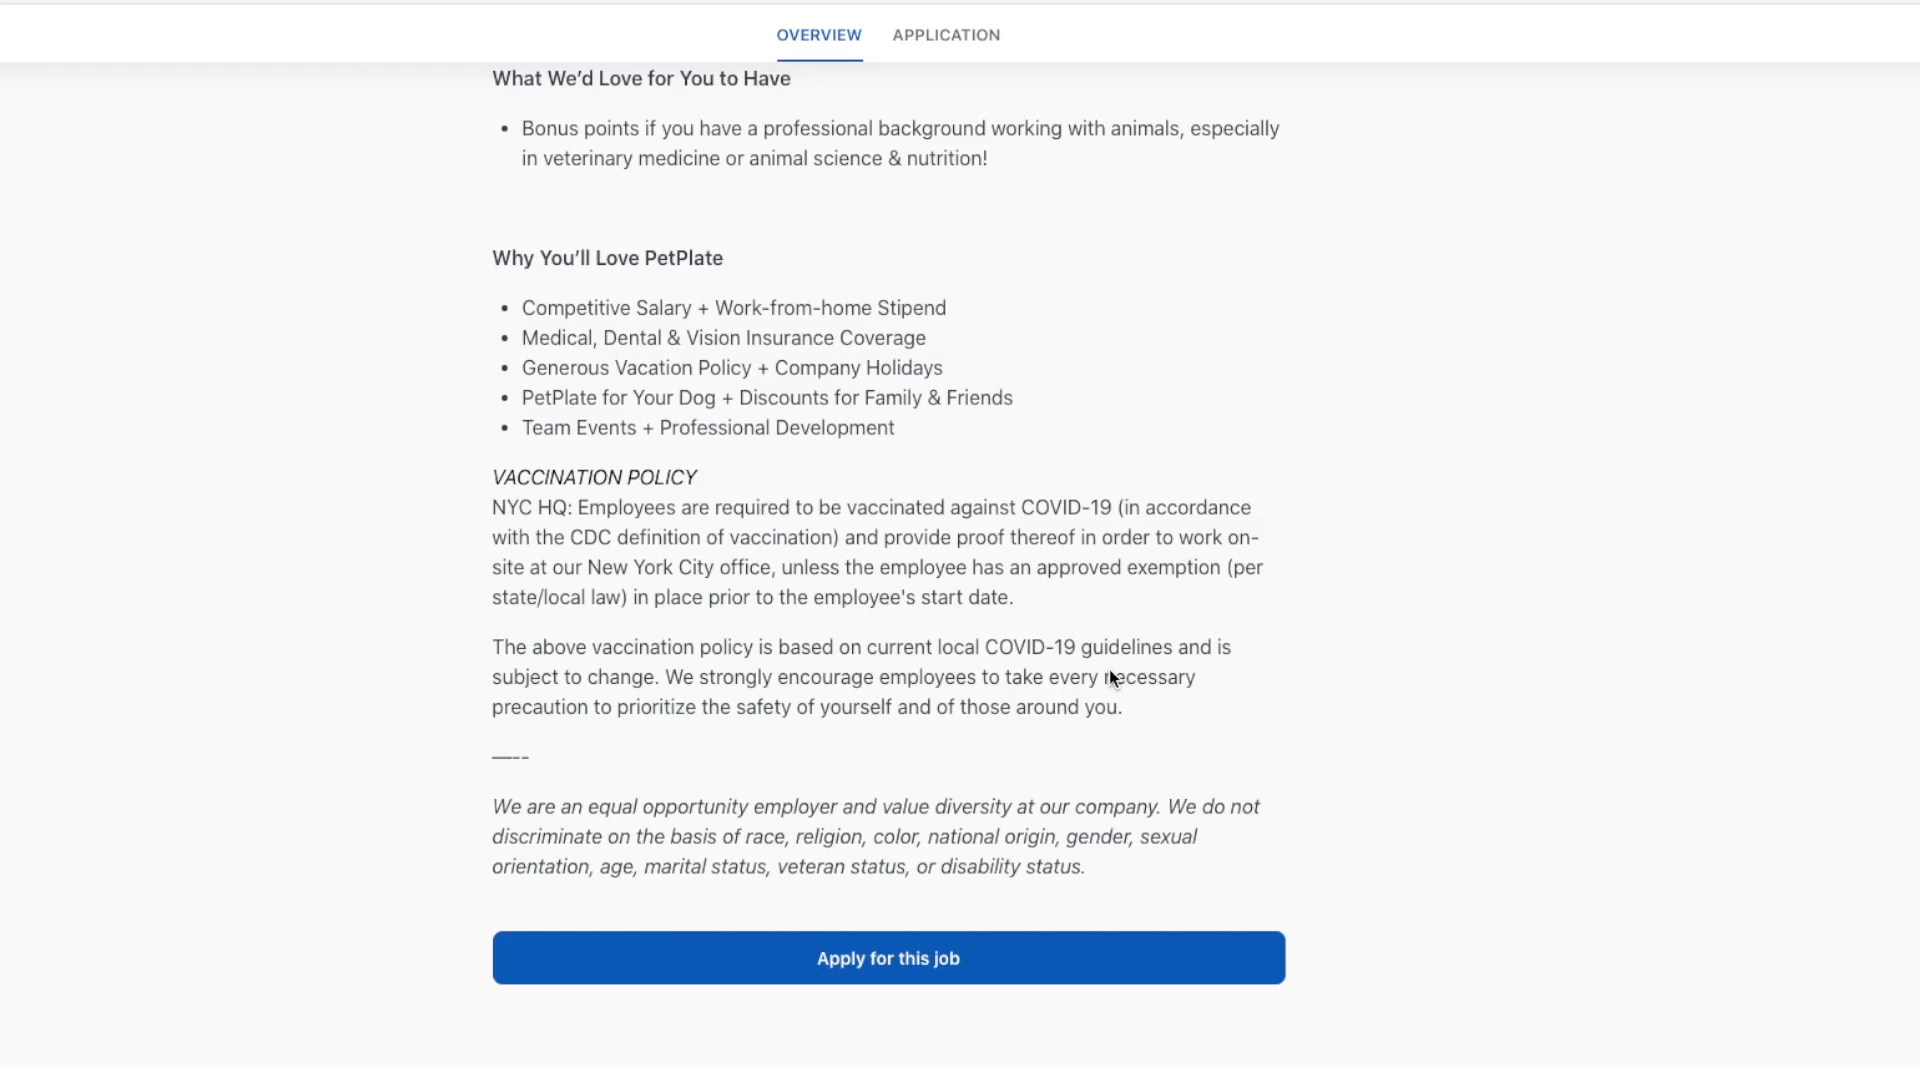 OVERVIEW APPLICATION
What We’d Love for You to Have
• Bonus points if you have a professional background working with animals, especially
in veterinary medicine or animal science & nutrition!
Why You’ll Love PetPlate
• Competitive Salary + Work-from-home Stipend
• Medical, Dental & Vision Insurance Coverage
• Generous Vacation Policy + Company Holidays
• PetPlate for Your Dog + Discounts for Family & Friends
• Team Events + Professional Development
VACCINATION POLICY
NYC HQ: Employees are required to be vaccinated against COVID-19 (in accordance
with the CDC definition of vaccination) and provide proof thereof in order to work on-
site at our New York City office, unless the employee has an approved exemption (per
state/local law) in place prior to the employee's start date.
The above vaccination policy is based on current local COVID-19 guidelines and is
subject to change. We strongly encourage employees to take every necessary
precaution to prioritize the safety of yourself and of those around you.
—--
We are an equal opportunity employer and value diversity at our company. We do not
discriminate on the basis of race, religion, color, national origin, gender, sexual
orientation, age, marital status, veteran status, or disability status.
Apply for this job